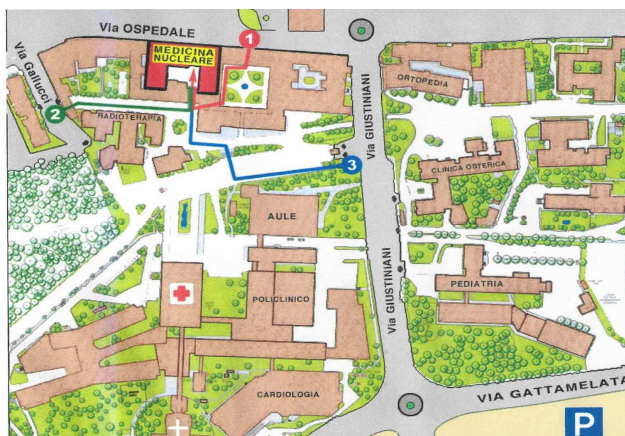 Via OSPEDALE
1
MEDICINA
NUCLEARE
Via Gallucci
2
RADIOTERAPIA
Via GIUSTINIANI
ORTOPEDIA
CLINICA OSTERICA
3
AULE
POLICLINICO
Via GIUSTINIANI
PEDIATRIA
CARDIOLOGIA
VIA GATTAMELATA
P